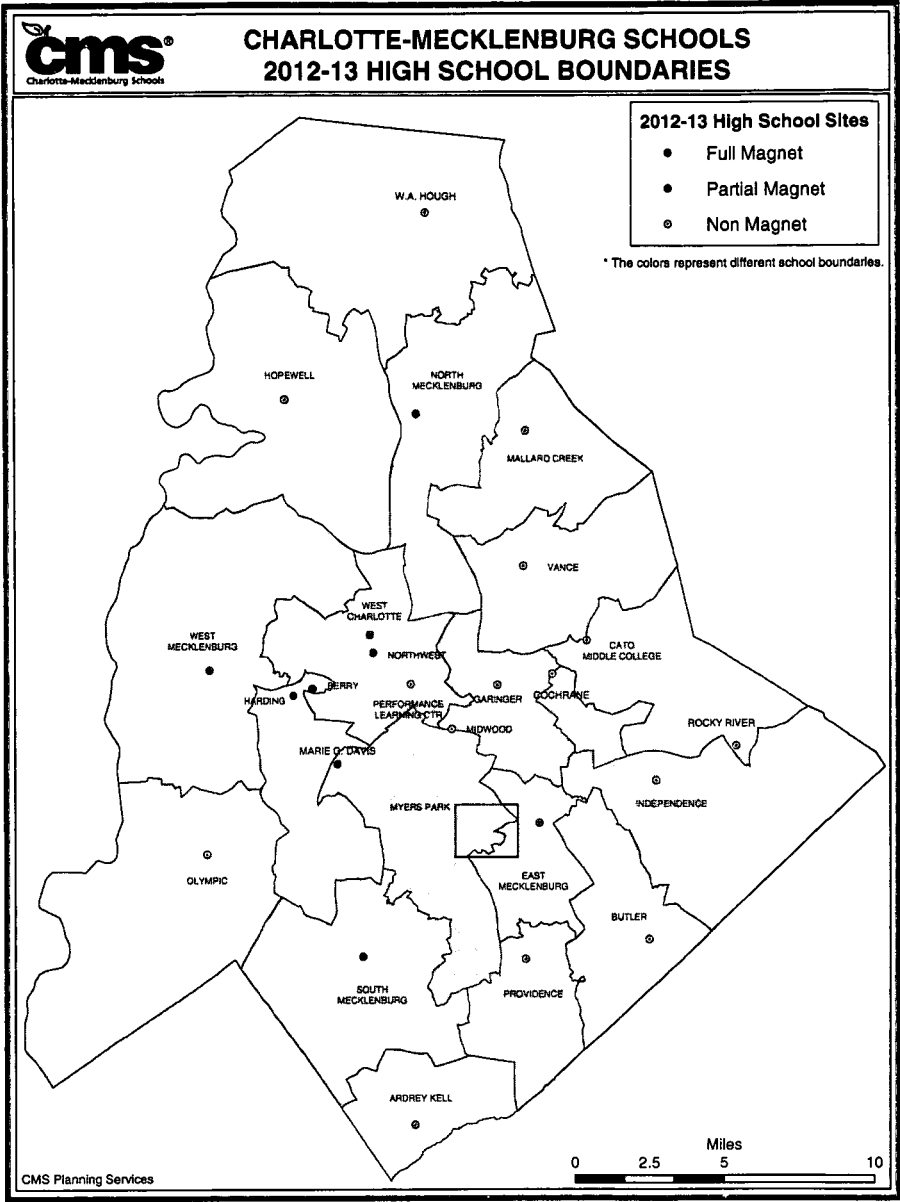 cms®
Charlotte-Mecklenburg Schools
CHARLOTTE-MECKLENBURG SCHOOLS
2012-13 HIGH SCHOOL BOUNDARIES
2012-13 High School Sites
Full Magnet
Partial Magnet
Non Magnet
* The colors represent different school boundaries.
W.A. HOUGH
HOPEWELL
NORTH
MECKLENBURG
MALLARD CREEK
VANCE
WEST
CHARLOTTE
WEST
MECKLENBURG
NORTHWEST
CATO
MIDDLE COLLEGE
BERRY
HARDING
GARINGER
COCHRANE
PERFORMANCE
LEARNING CTR
MIDWOOD
ROCKY RIVER
MARIE G. DAVIS
MYERS PARK
INDEPENDENCE
OLYMPIC
EAST
MECKLENBURG
BUTLER
SOUTH
MECKLENBURG
PROVIDENCE
ARDREY KELL
Miles
0 2.5 5 10
CMS Planning Services